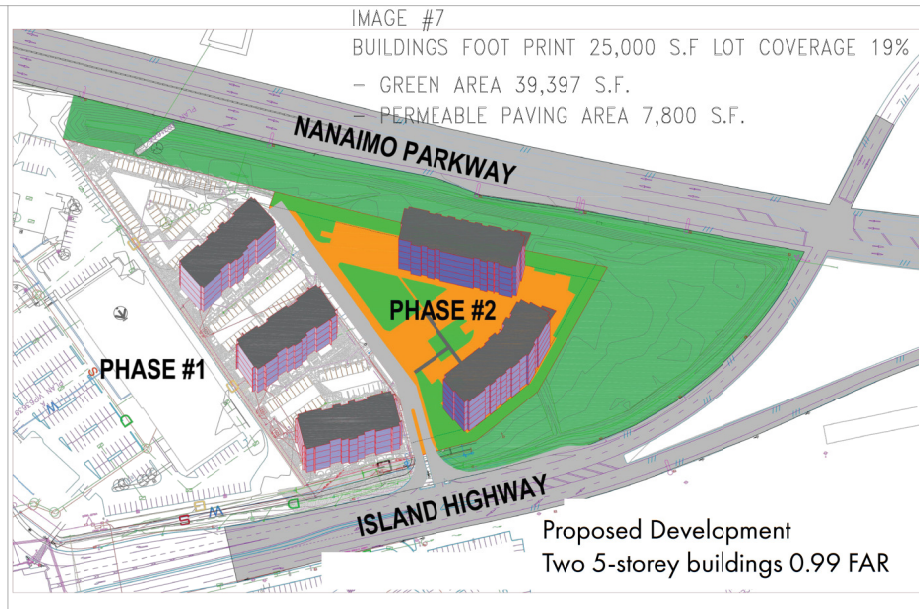 IMAGE #7
BUILDINGS FOOT PRINT 25,000 S.F LOT COVERAGE 19%
- GREEN AREA 39,397 S.F.
- PERMEABLE PAVING AREA 7,800 S.F.
NANAIMO PARKWAY
PHASE #2
PHASE #1
ISLAND HIGHWAY
Proposed Develcpment
Two 5-storey buildings 0.99 FAR